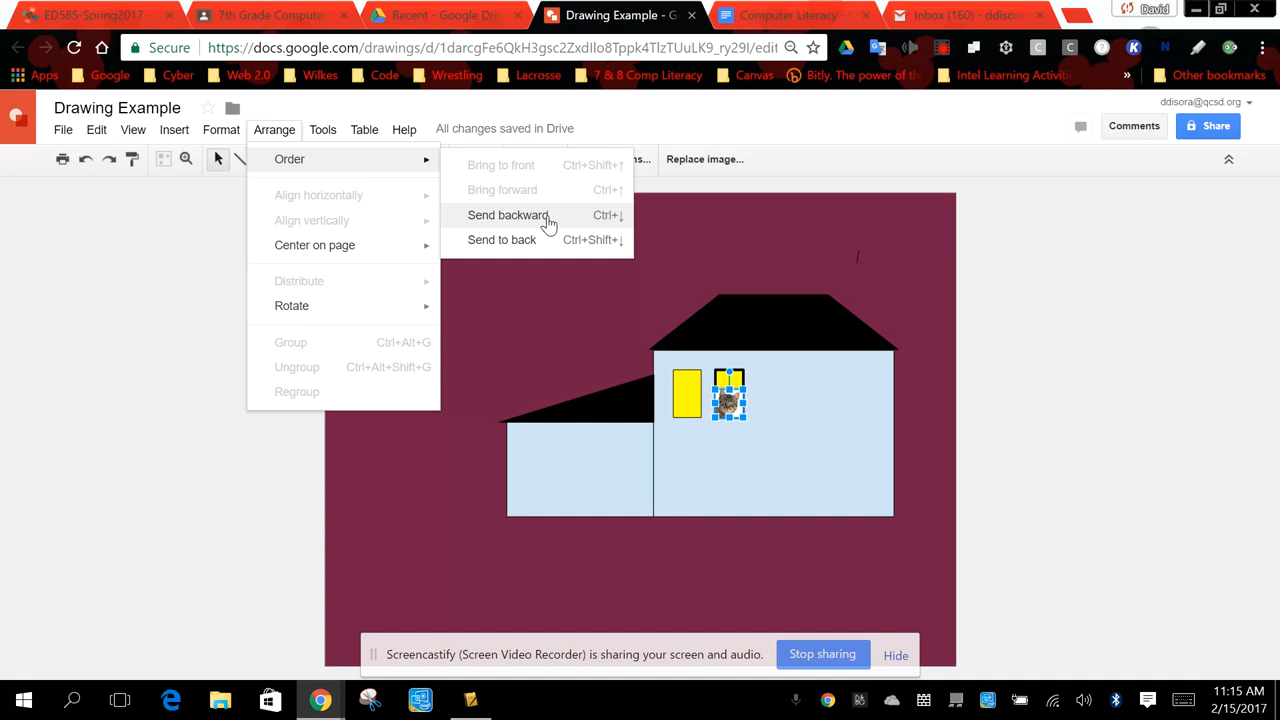 ED585-Spring2017
7th Grade Computer
Recent - Google Dri
Drawing Example - G
Computer Literacy -
Inbox (160) - ddisora@
David
Secure
https://docs.google.com/drawings/d/1darcgFe6QkH3gsc2ZxdIlo8Tppk4TlzTUuLK9_ry29I/edit
Apps
Google
Cyber
Web 2.0
Wilkes
Code
Wrestling
Lacrosse
7 & 8 Comp Literacy
Canvas
Bitly. The power of th
Intel Learning Activiti
»
Other bookmarks
Drawing Example
ddisora@qcsd.org
File Edit View Insert Format Arrange Tools Table Help All changes saved in Drive
Comments
Share
Replace image...
Order
Align horizontally
Align vertically
Center on page
Distribute
Rotate
Group Ctrl+Alt+G
Ungroup Ctrl+Alt+Shift+G
Regroup
Bring to front Ctrl+Shift+↑
Bring forward Ctrl+↑
Send backward Ctrl+↓
Send to back Ctrl+Shift+↓
Screencastify (Screen Video Recorder) is sharing your screen and audio.
Stop sharing
Hide
11:15 AM
2/15/2017